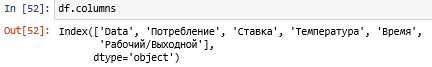 In [52]: df.columns
Out[52]: Index(['Data', 'Потребление', 'Ставка', 'Температура', 'Время',
'Рабочий/Выходной'],
dtype='object')